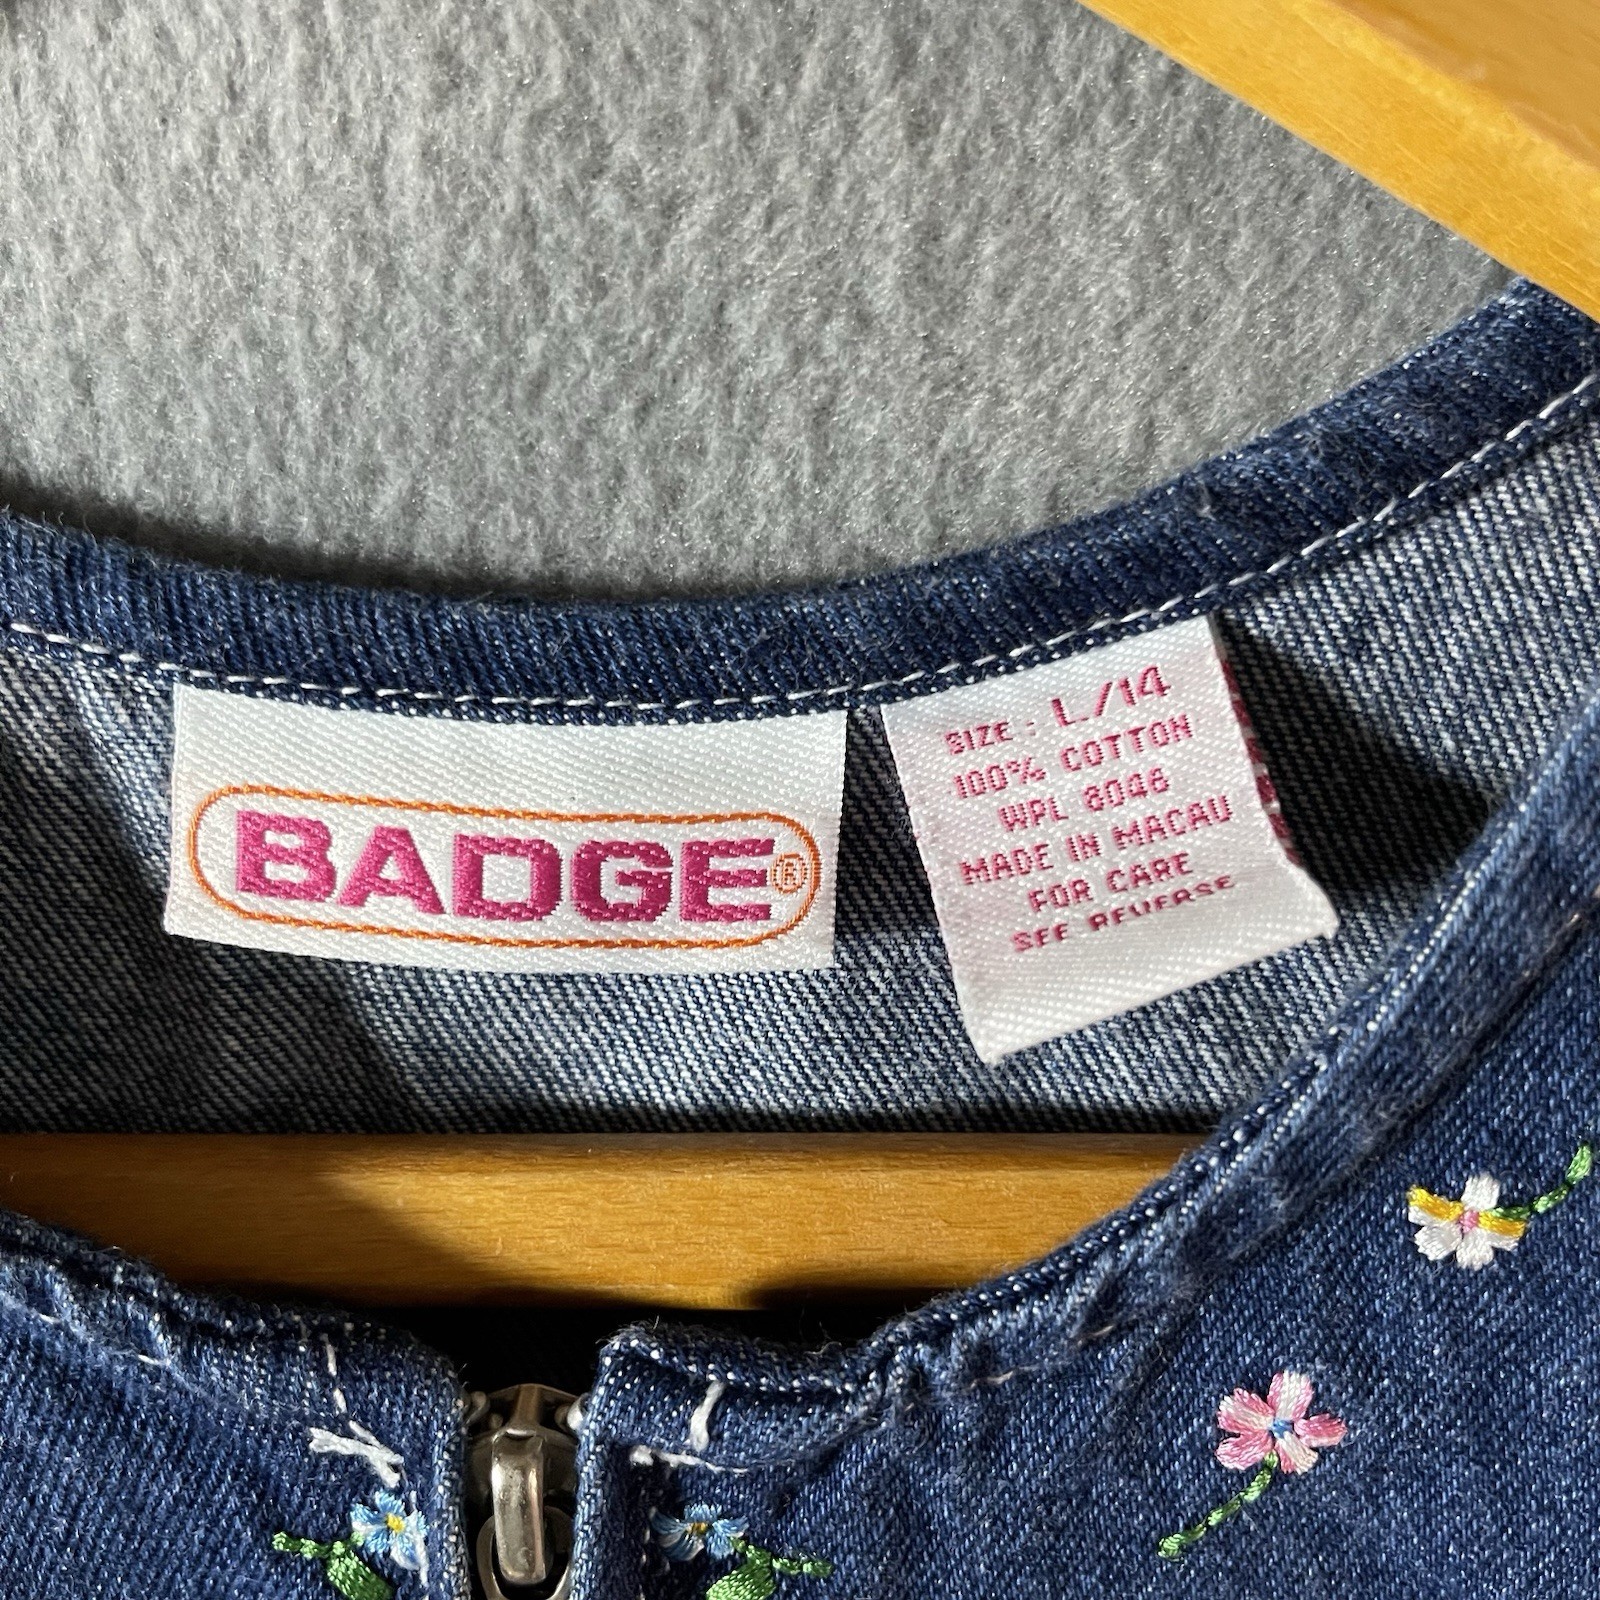 BADGE®
SIZE: L/14
100% COTTON
WPL 8046
MADE IN MACAU
FOR CARE
SEE REVERSE